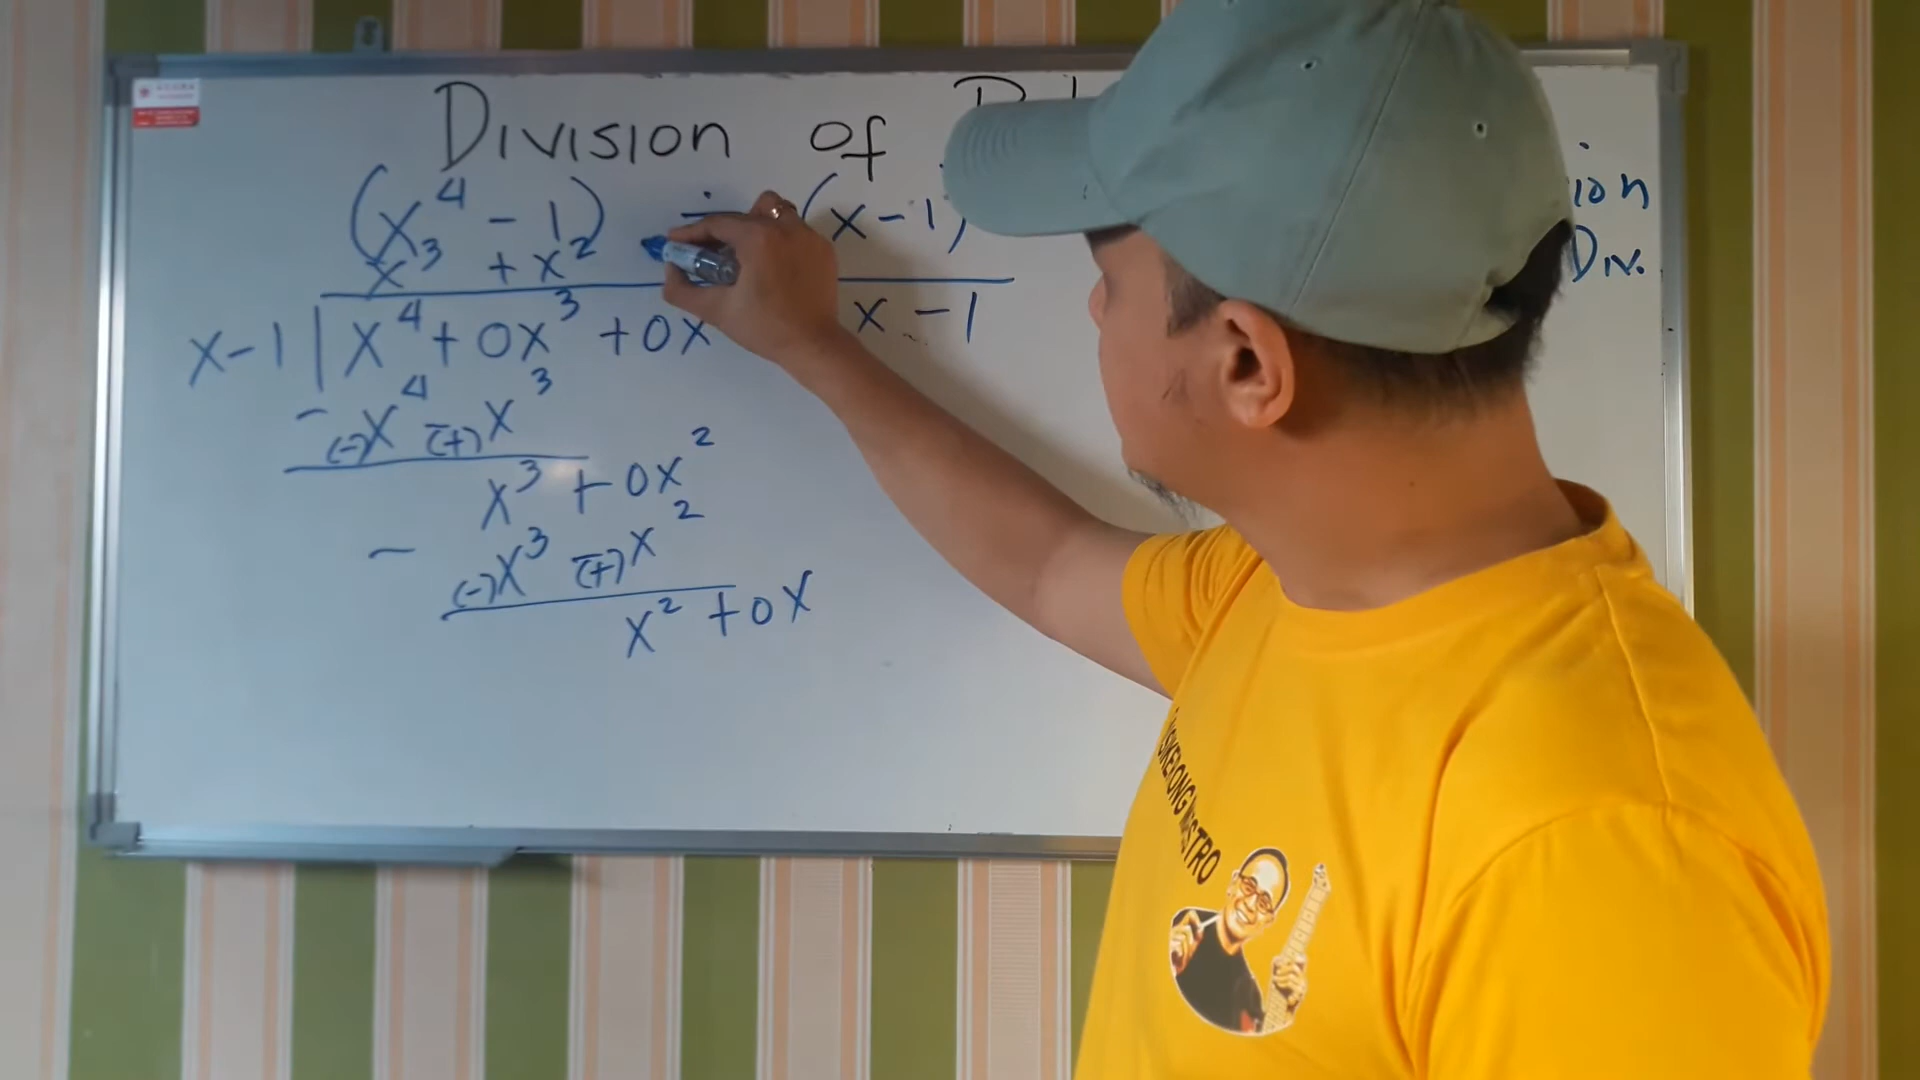 Division of
(x⁴ - 1) ÷ (x - 1)
ion
x³ + x²
Div.
x - 1
x-1 | x⁴ + 0x³ + 0x
- (-)x⁴ (+)x³
x³ + 0x²
- (-)x³ (+)x²
x² + 0x